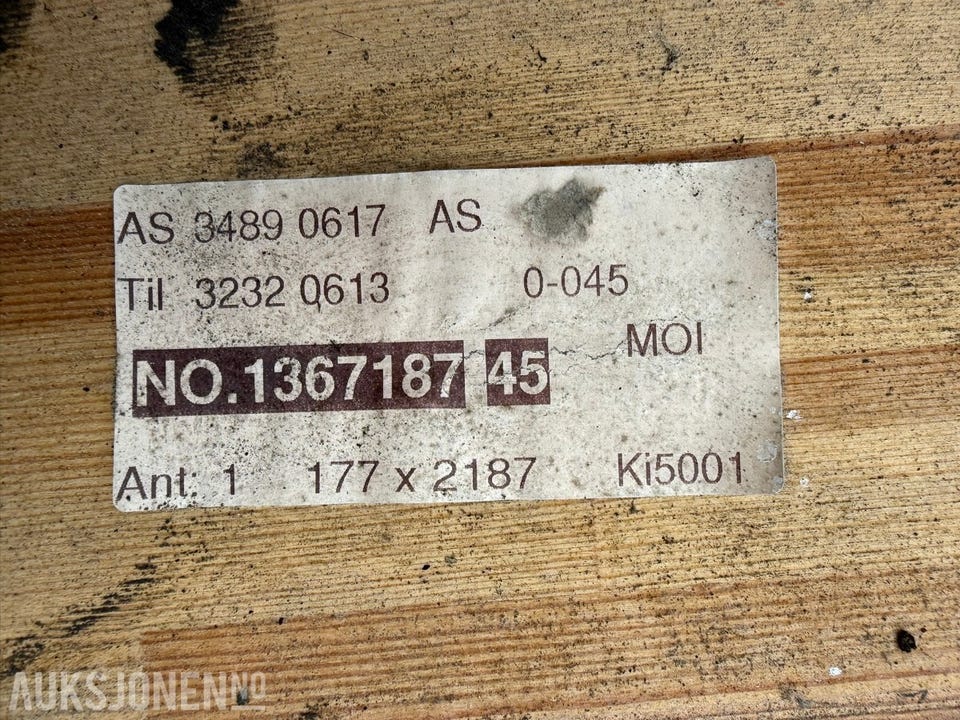 AS 3489 0617 AS
Til 3232 0613 0-045
NO.1367187 45 MOI
Ant: 1 177 x 2187 Ki5001
AUKSJONEN.NO